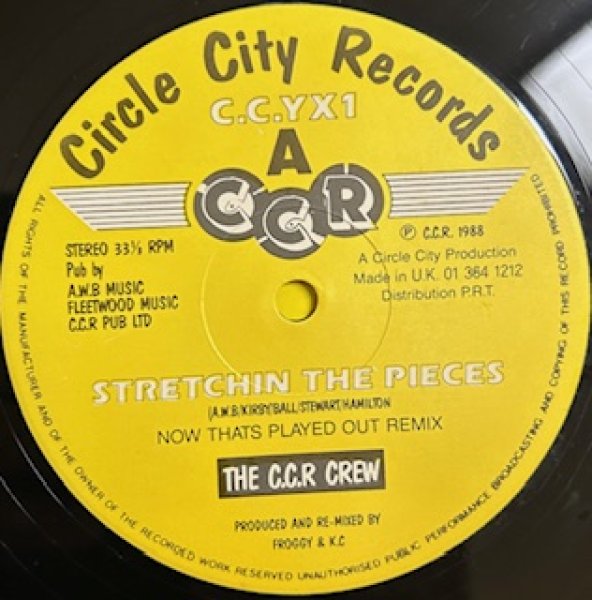 Circle City Records
C.C.YX1
A
CCR
STEREO 33⅓ RPM
Pub by
A.W.B MUSIC
FLEETWOOD MUSIC
C.C.R PUB LTD
Ⓟ C.C.R. 1988
A Circle City Production
Made in U.K. 01 364 1212
Distribution P.R.T.
STRETCHIN THE PIECES
(A.W.B/KIRBY/BALL/STEWART/HAMILTON
NOW THATS PLAYED OUT REMIX
THE C.C.R CREW
PRODUCED AND RE-MIXED BY
FROGGY & K.C
ALL RIGHTS OF THE MANUFACTURER AND OF THE OWNER OF THE RECORDED WORK RESERVED UNAUTHORISED PUBLIC PERFORMANCE BROADCASTING AND COPYING OF THIS RECORD PROHIBITED